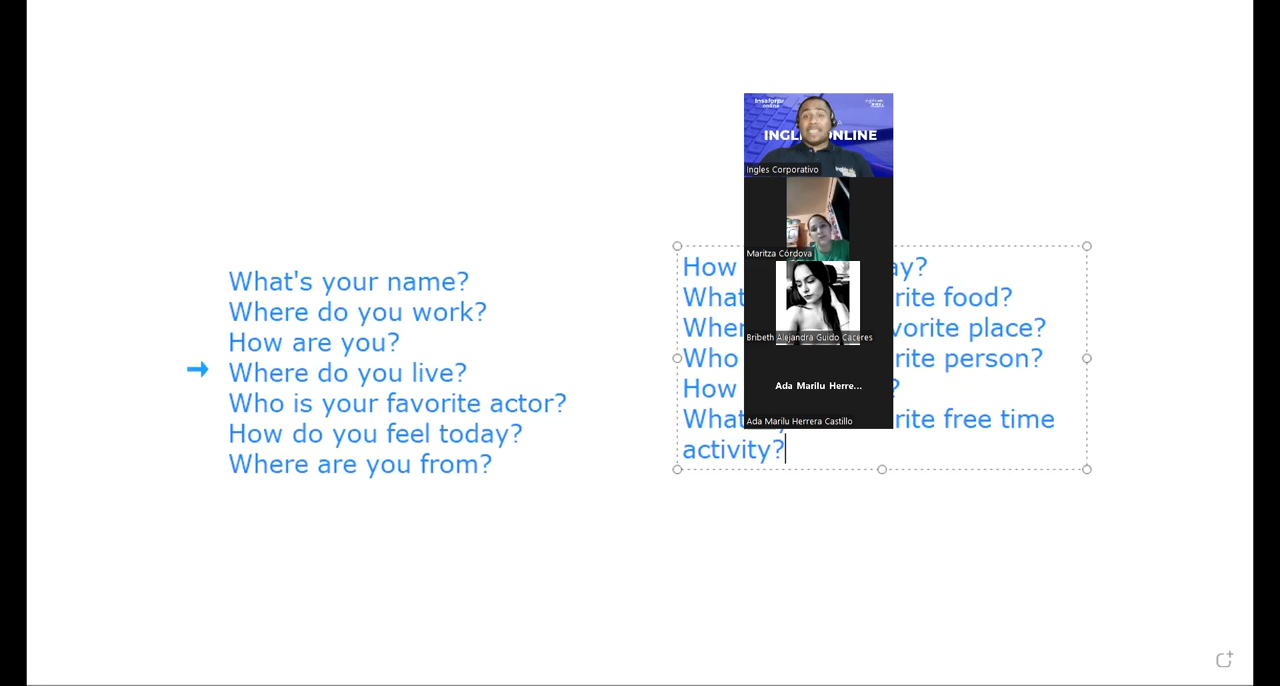 What's your name?
Where do you work?
How are you?
Where do you live?
Who is your favorite actor?
How do you feel today?
Where are you from?
INGL ONLINE
Ingles Corporativo
Maritza Córdova
Bribeth Alejandra Guido Caceres
Ada Marilu Herre...
Ada Marilu Herrera Castillo
How ay?
What rite food?
Wher vorite place?
Who rite person?
How ?
What rite free time
activity?